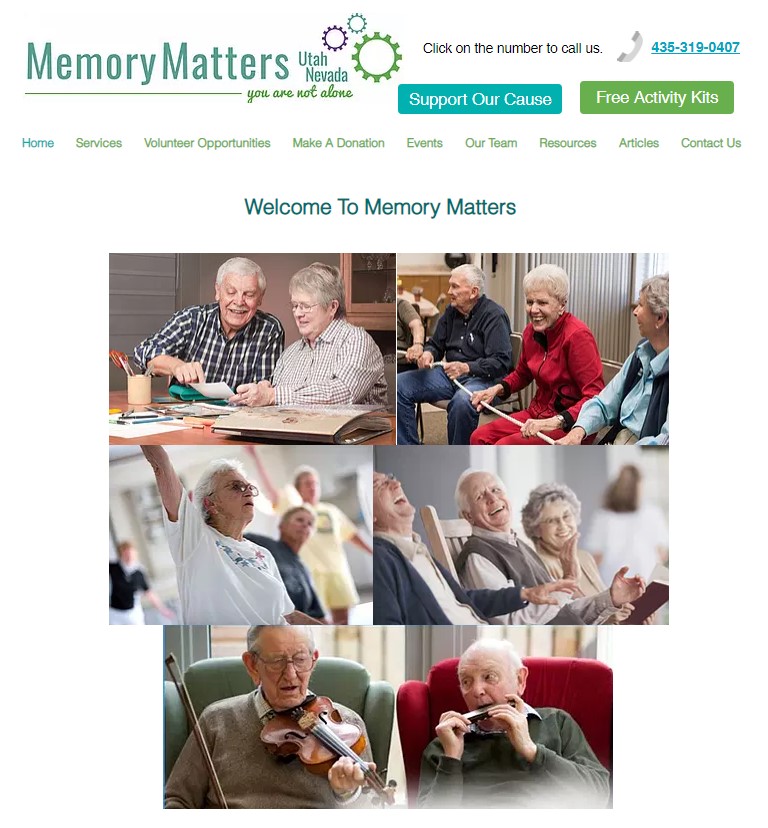 Memory Matters Utah
Nevada
you are not alone
Click on the number to call us.
435-319-0407
Support Our Cause
Free Activity Kits
Home Services Volunteer Opportunities Make A Donation Events Our Team Resources Articles Contact Us
Welcome To Memory Matters